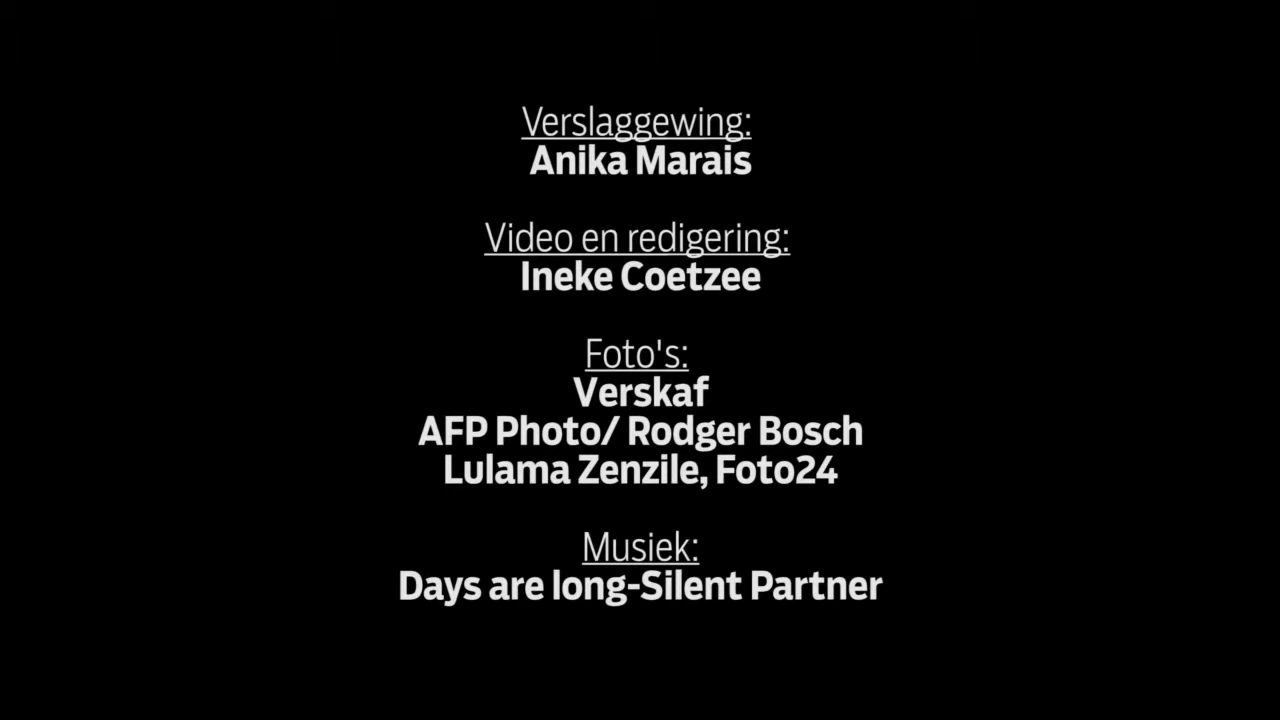 Verslaggewing:
Anika Marais
Video en redigering:
Ineke Coetzee
Foto's:
Verskaf
AFP Photo/ Rodger Bosch
Lulama Zenzile, Foto24
Musiek:
Days are long-Silent Partner